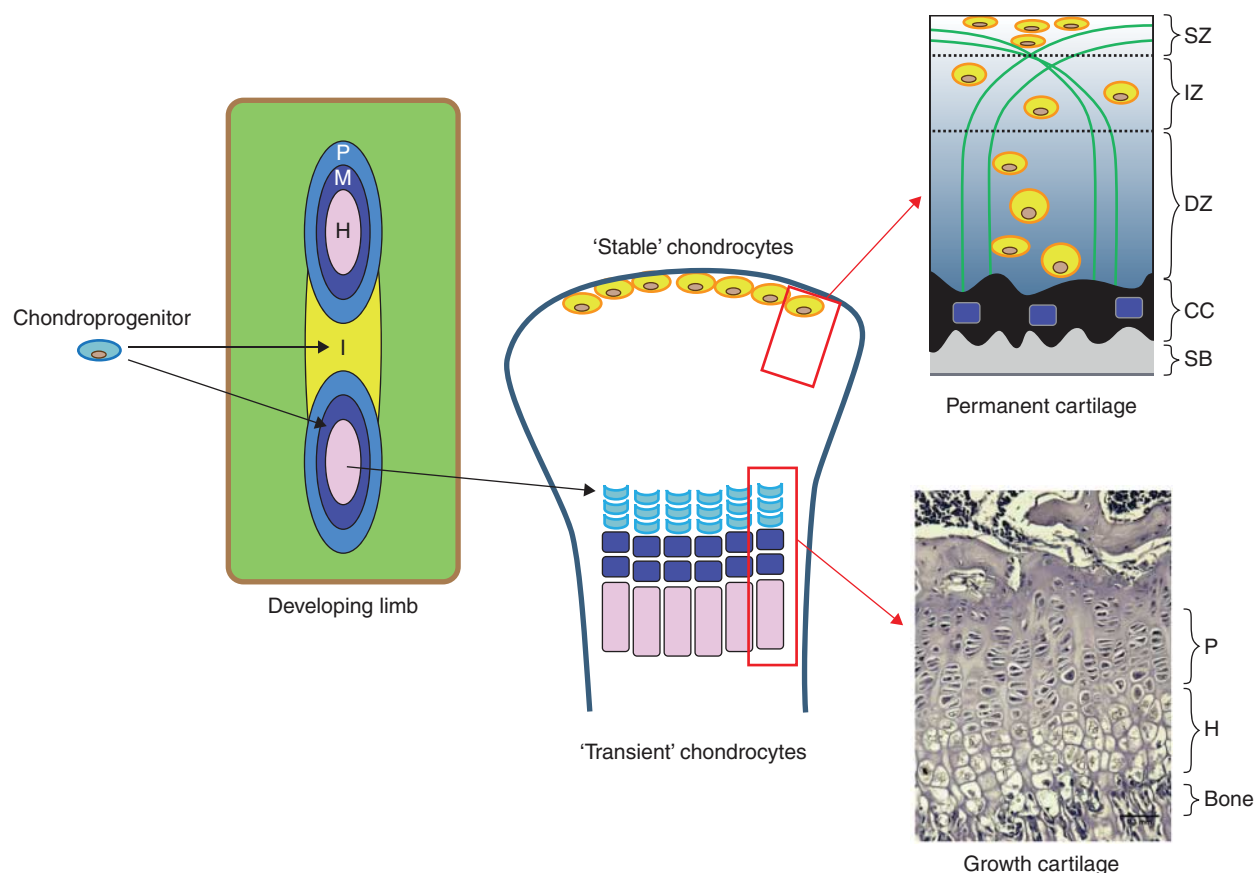 Chondroprogenitor
P
M
H
I
Developing limb
'Stable' chondrocytes
'Transient' chondrocytes
SZ
IZ
DZ
CC
SB
Permanent cartilage
P
H
Bone
Growth cartilage